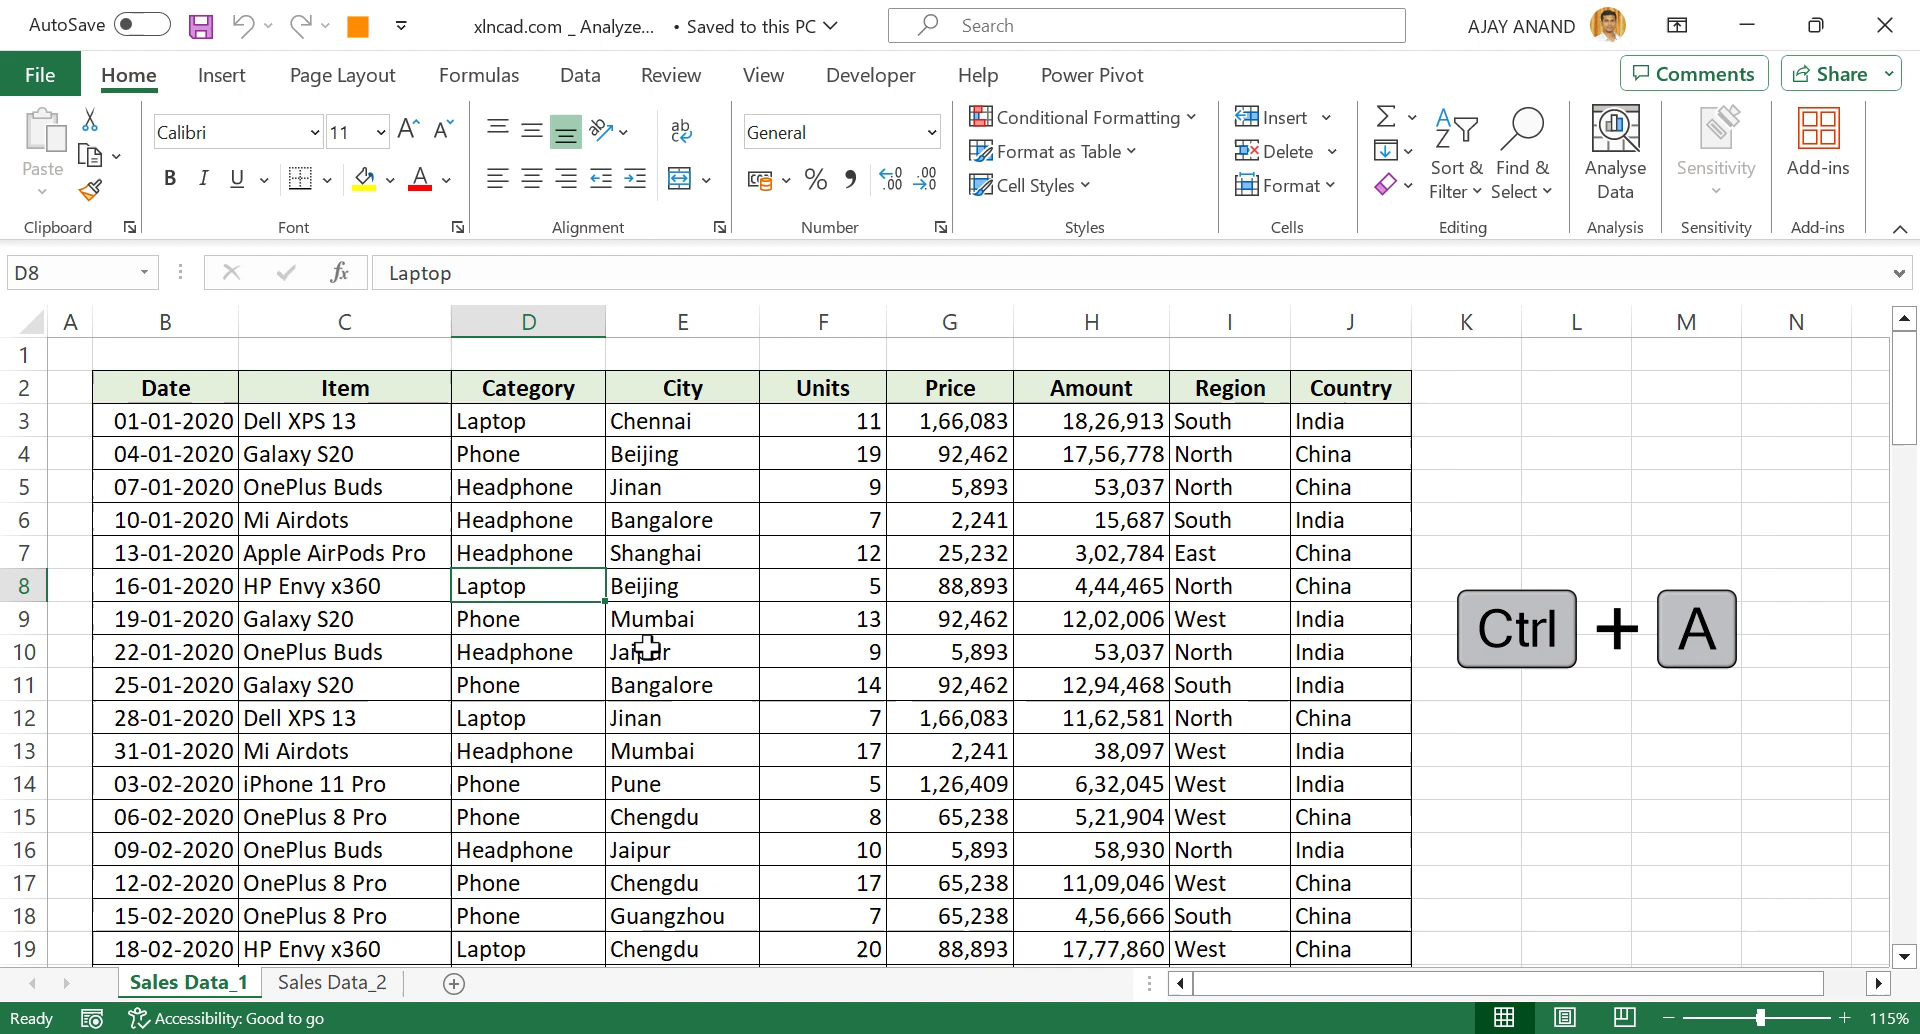 AutoSave xlncad.com _ Analyze... • Saved to this PC Search AJAY ANAND
File Home Insert Page Layout Formulas Data Review View Developer Help Power Pivot Comments Share
Paste Calibri 11 General Conditional Formatting Format as Table Cell Styles Insert Delete Format Sort & Filter Find & Select Analyse Data Sensitivity Add-ins
Clipboard Font Alignment Number Styles Cells Editing Analysis Sensitivity Add-ins
D8 fx Laptop
A B C D E F G H I J K L M N
1
2 Date Item Category City Units Price Amount Region Country
3 01-01-2020 Dell XPS 13 Laptop Chennai 11 1,66,083 18,26,913 South India
4 04-01-2020 Galaxy S20 Phone Beijing 19 92,462 17,56,778 North China
5 07-01-2020 OnePlus Buds Headphone Jinan 9 5,893 53,037 North China
6 10-01-2020 Mi Airdots Headphone Bangalore 7 2,241 15,687 South India
7 13-01-2020 Apple AirPods Pro Headphone Shanghai 12 25,232 3,02,784 East China
8 16-01-2020 HP Envy x360 Laptop Beijing 5 88,893 4,44,465 North China
9 19-01-2020 Galaxy S20 Phone Mumbai 13 92,462 12,02,006 West India
Ctrl + A
10 22-01-2020 OnePlus Buds Headphone Jaipur 9 5,893 53,037 North India
11 25-01-2020 Galaxy S20 Phone Bangalore 14 92,462 12,94,468 South India
12 28-01-2020 Dell XPS 13 Laptop Jinan 7 1,66,083 11,62,581 North China
13 31-01-2020 Mi Airdots Headphone Mumbai 17 2,241 38,097 West India
14 03-02-2020 iPhone 11 Pro Phone Pune 5 1,26,409 6,32,045 West India
15 06-02-2020 OnePlus 8 Pro Phone Chengdu 8 65,238 5,21,904 West China
16 09-02-2020 OnePlus Buds Headphone Jaipur 10 5,893 58,930 North India
17 12-02-2020 OnePlus 8 Pro Phone Chengdu 17 65,238 11,09,046 West China
18 15-02-2020 OnePlus 8 Pro Phone Guangzhou 7 65,238 4,56,666 South China
19 18-02-2020 HP Envy x360 Laptop Chengdu 20 88,893 17,77,860 West China
Sales Data_1 Sales Data_2
Ready Accessibility: Good to go 115%